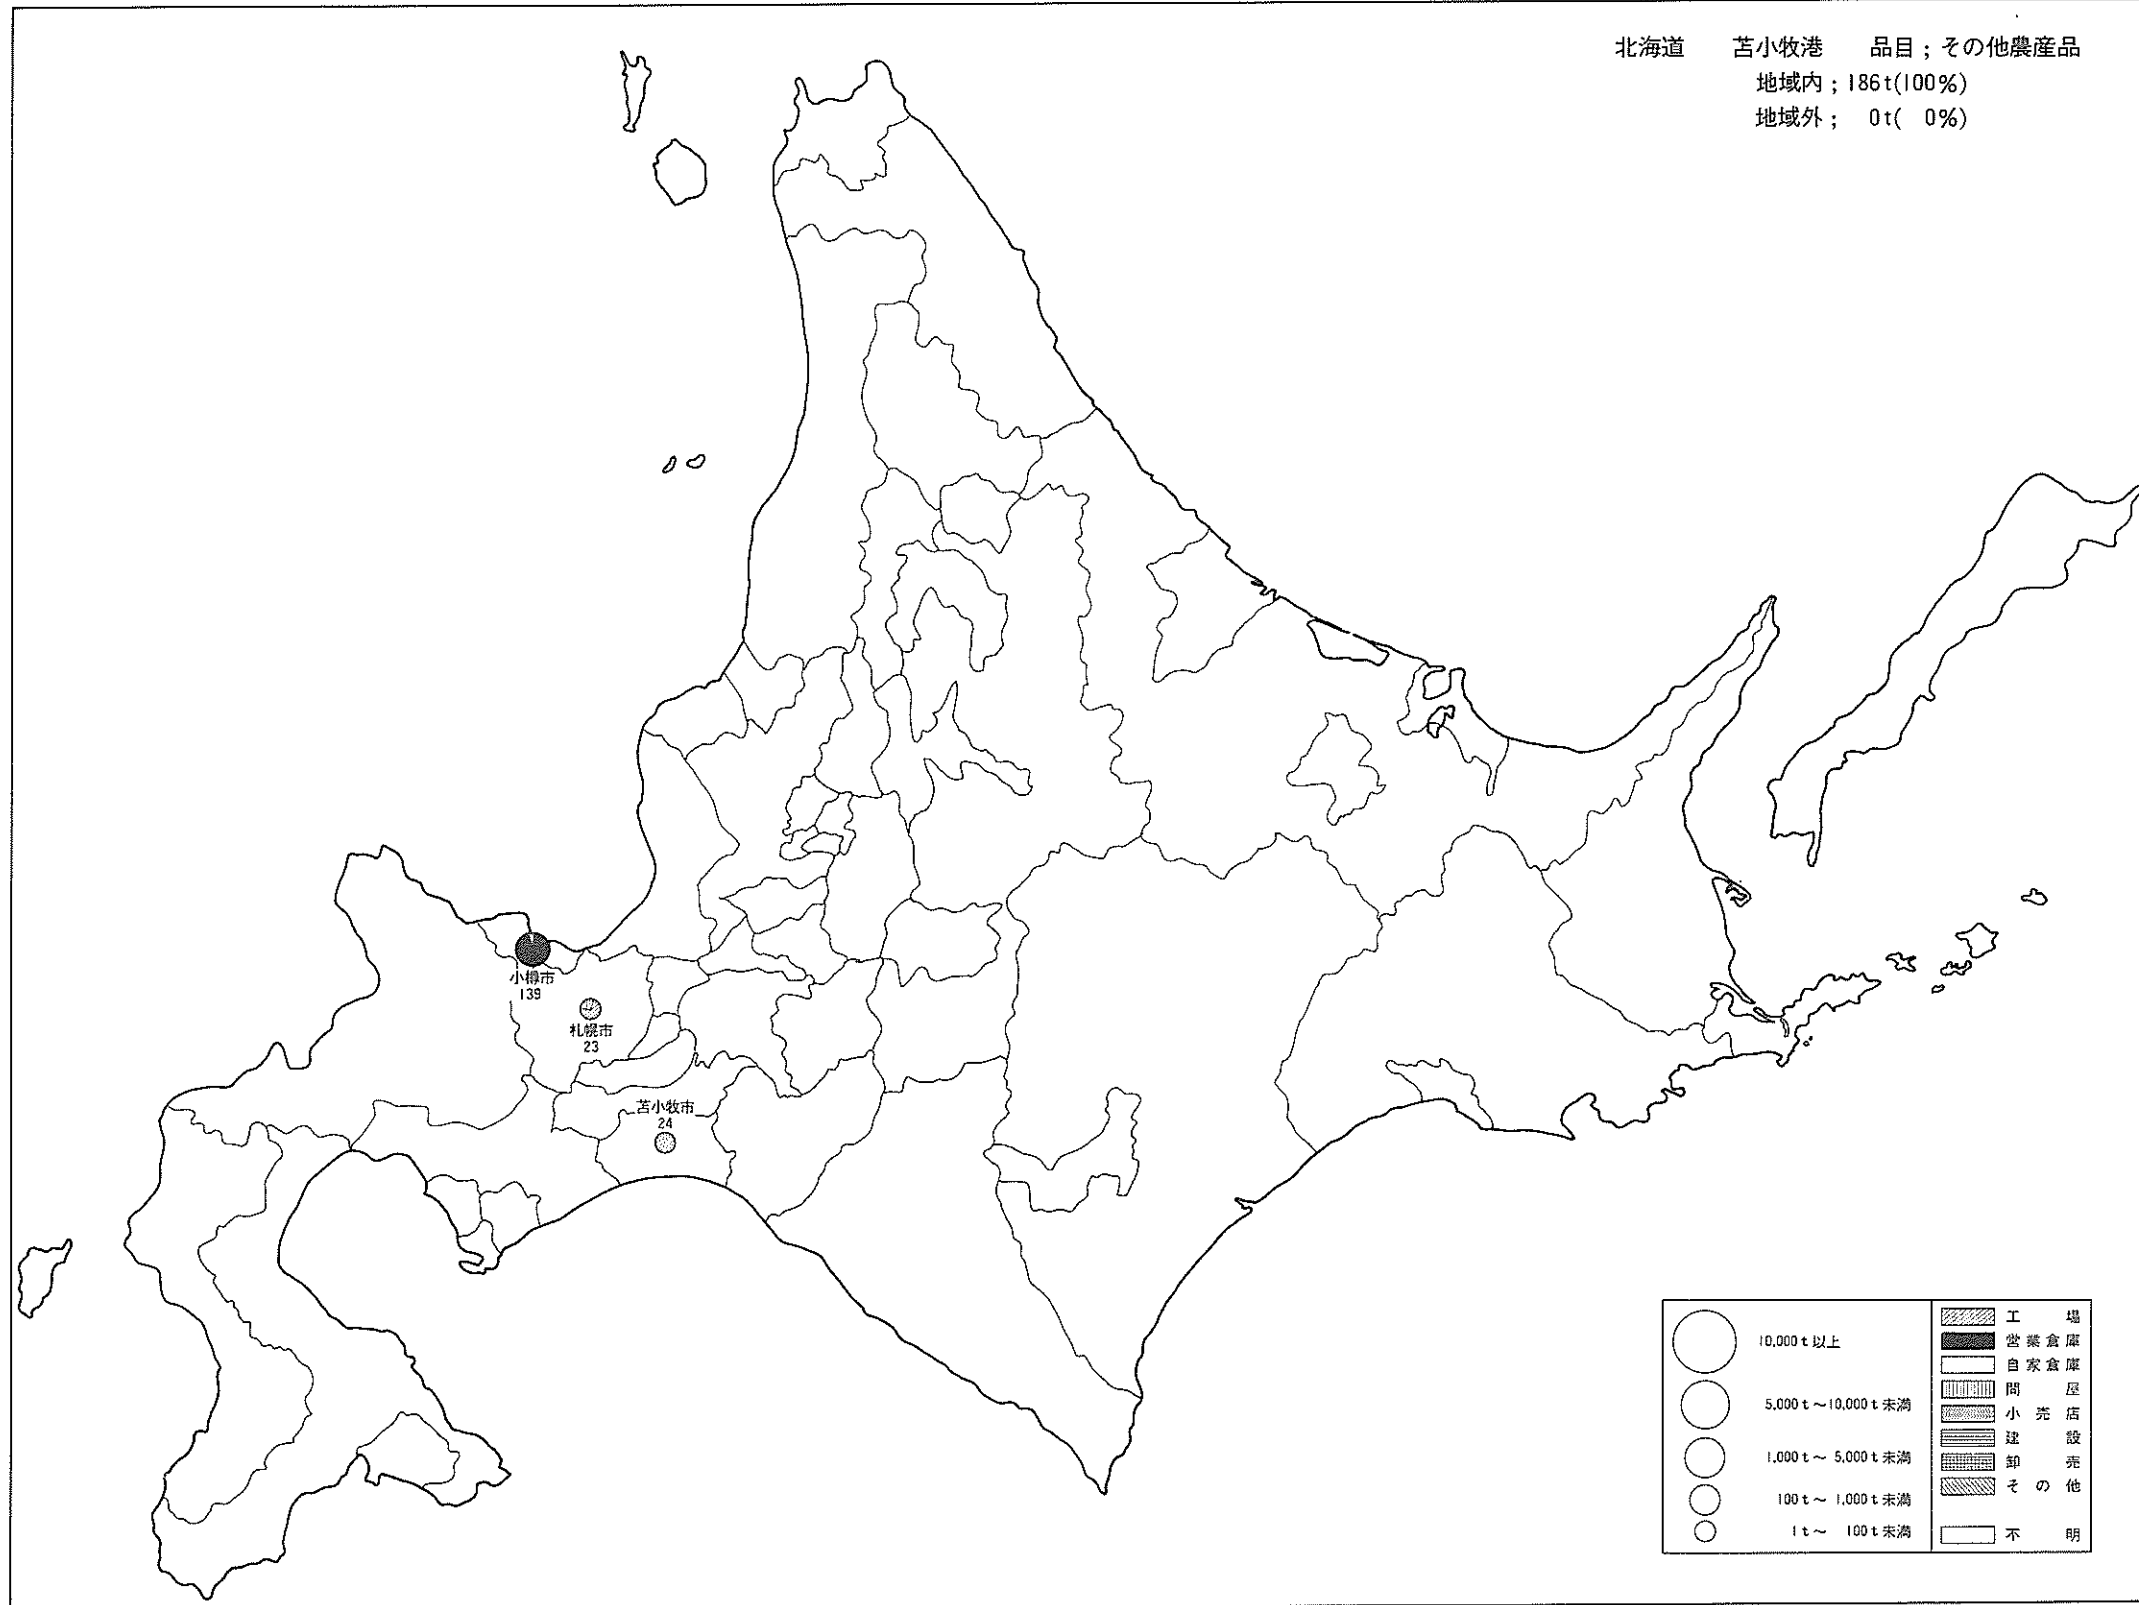 北海道 苫小牧港 品目；その他農産品
地域内；186t(100%)
地域外； 0t( 0%)
小樽市
139
札幌市
23
苫小牧市
24
10,000t以上
5,000t～10,000t未満
1,000t～ 5,000t未満
100t～ 1,000t未満
1t～ 100t未満
工場
営業倉庫
自家倉庫
問屋
小売店
建設
卸売
その他
不明